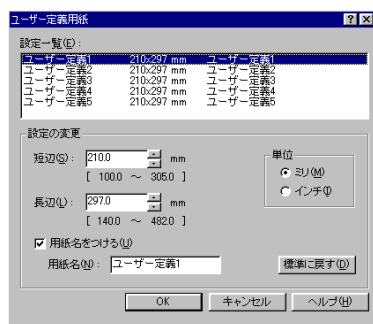 ユーザー定義用紙
設定一覧(E):
ユーザー定義1 210x297 mm ユーザー定義1
ユーザー定義2 210x297 mm ユーザー定義2
ユーザー定義3 210x297 mm ユーザー定義3
ユーザー定義4 210x297 mm ユーザー定義4
ユーザー定義5 210x297 mm ユーザー定義5
設定の変更
短辺(S): 210.0 mm
[ 100.0 ～ 305.0 ]
長辺(L): 297.0 mm
[ 140.0 ～ 482.0 ]
単位
ミリ(M)
インチ(I)
用紙名をつける(U)
用紙名(N): ユーザー定義1
標準に戻す(D)
OK キャンセル ヘルプ(H)